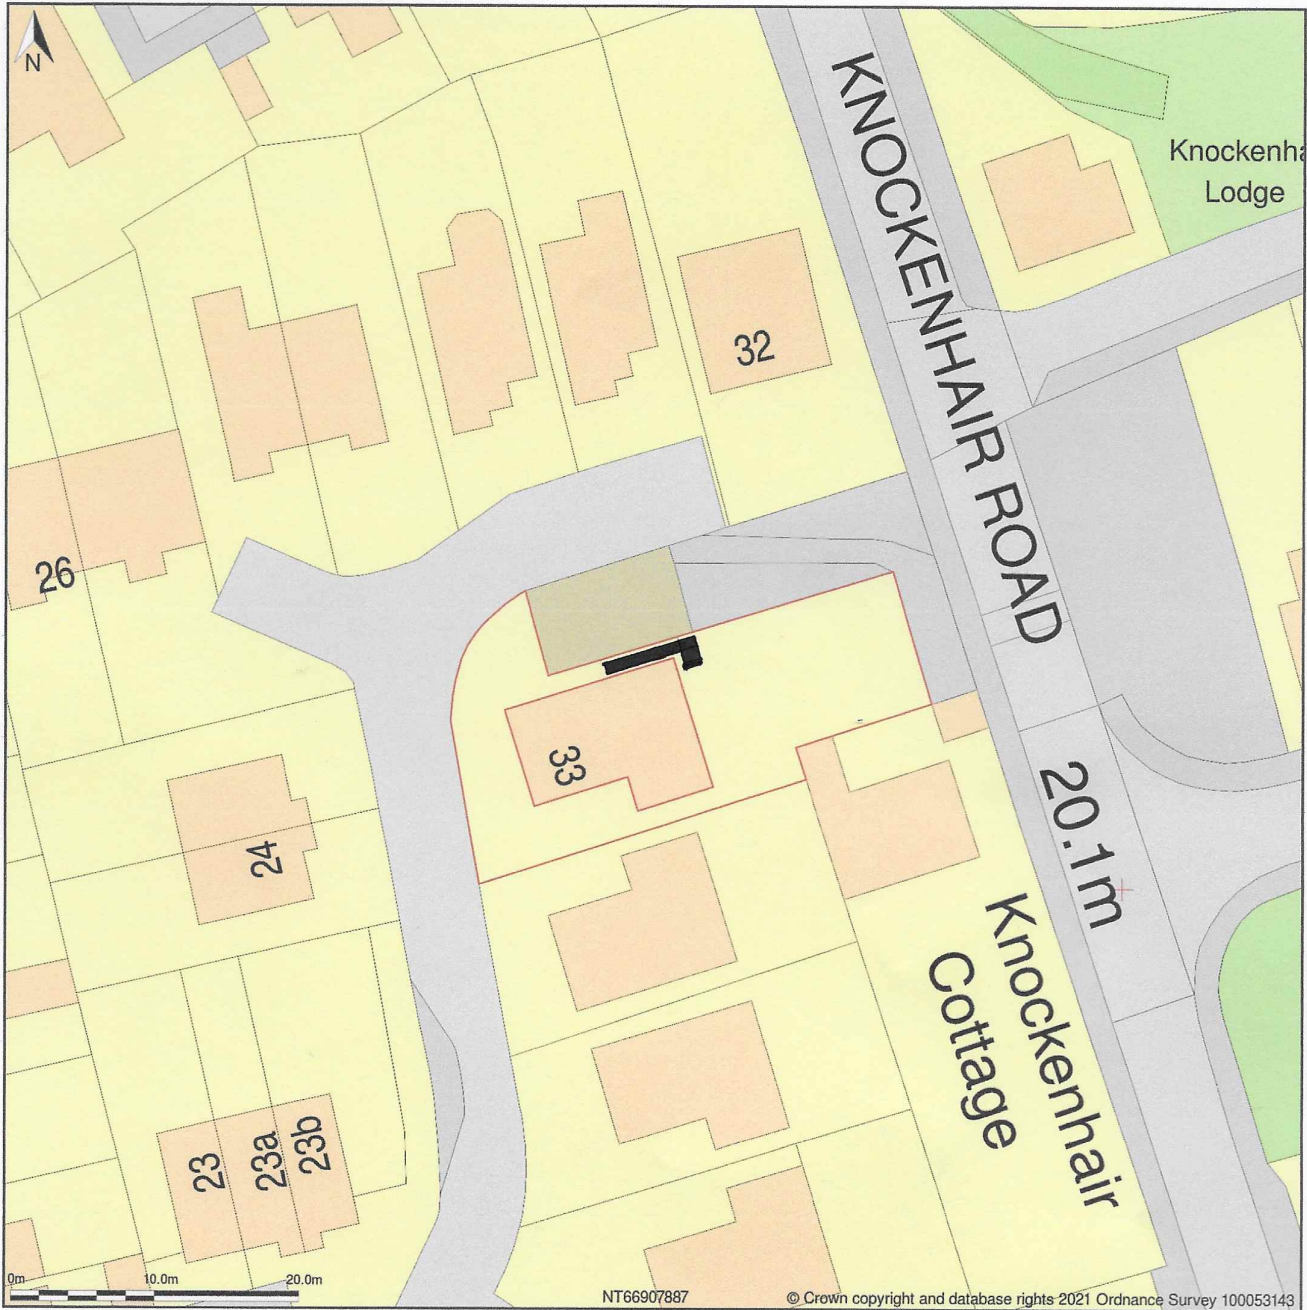 N
KNOCKENHAIR ROAD
Knockenha
Lodge
32
26
33
24
20.1m
Knockenhair
Cottage
23
23a
23b
0m
10.0m
20.0m
NT66907887
© Crown copyright and database rights 2021 Ordnance Survey 100053143